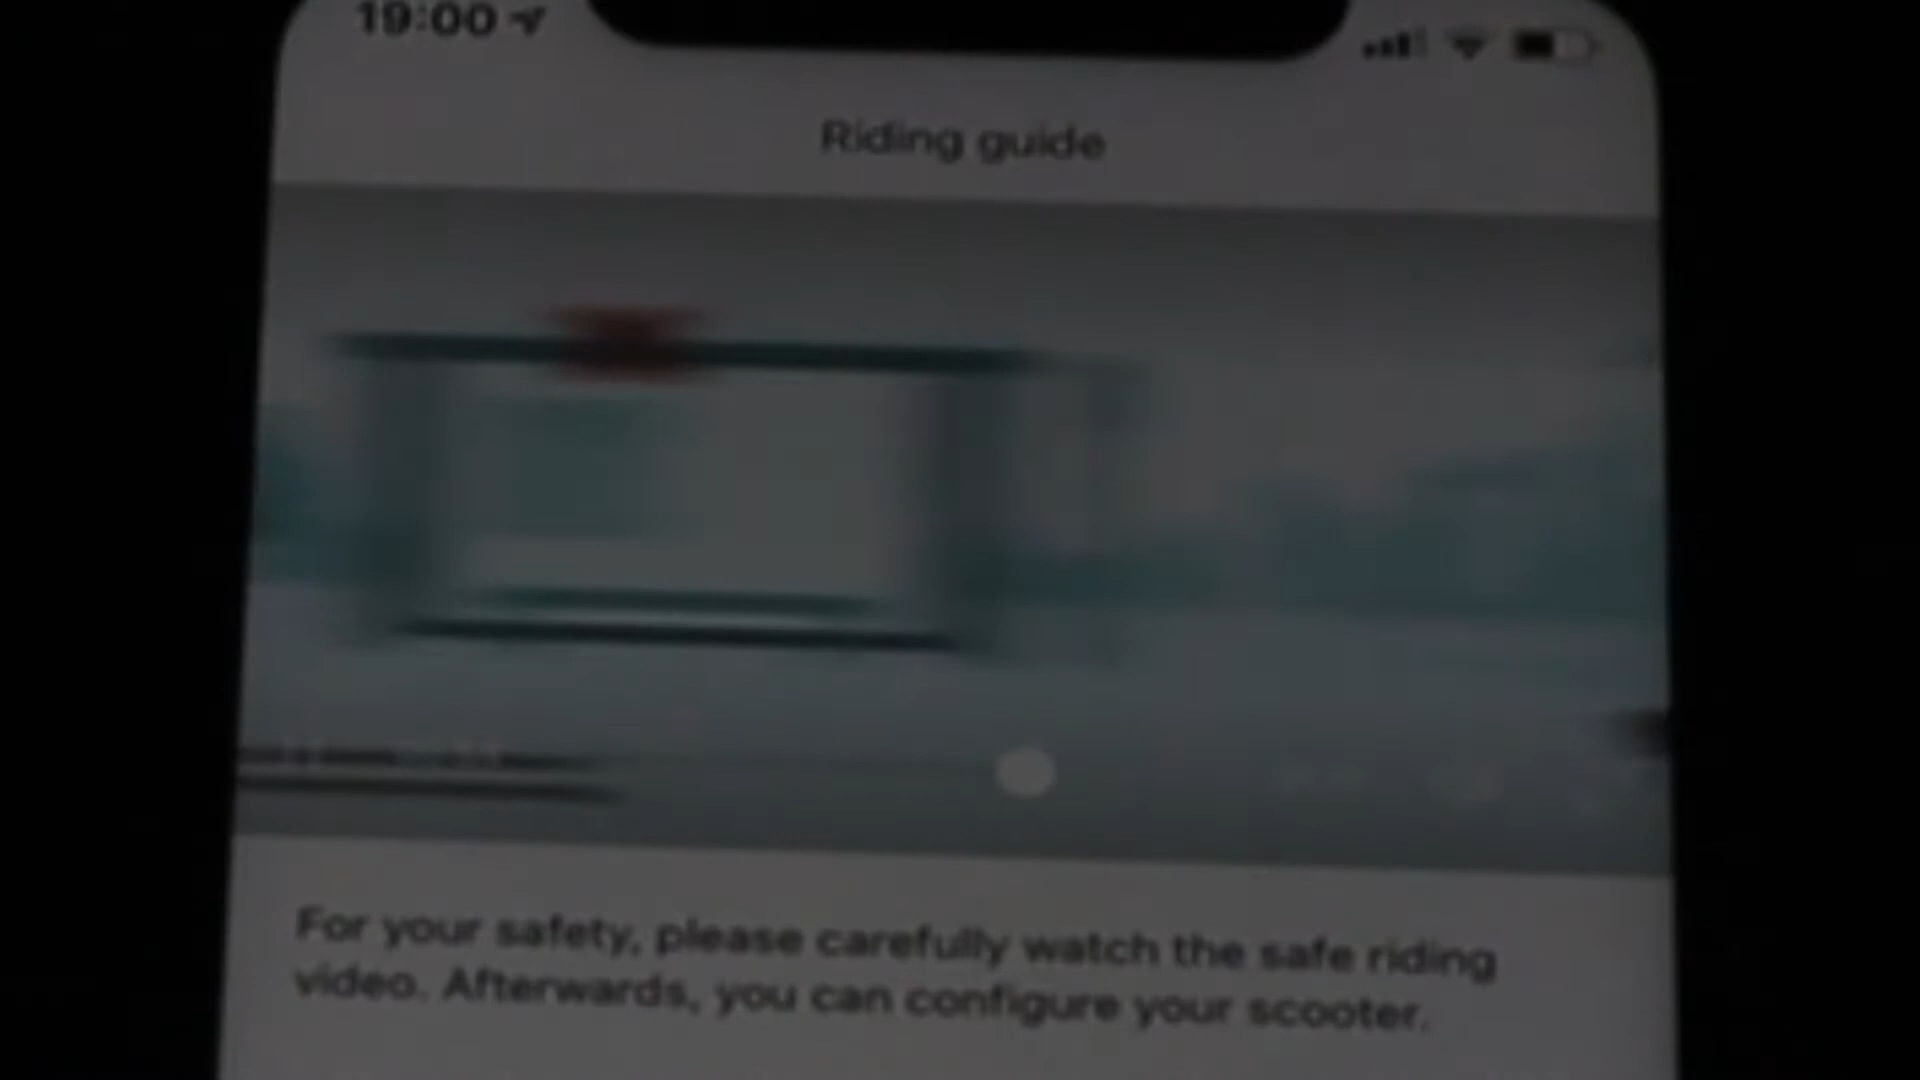 19:00
Riding guide
For your safety, please carefully watch the safe riding
video. Afterwards, you can configure your scooter.